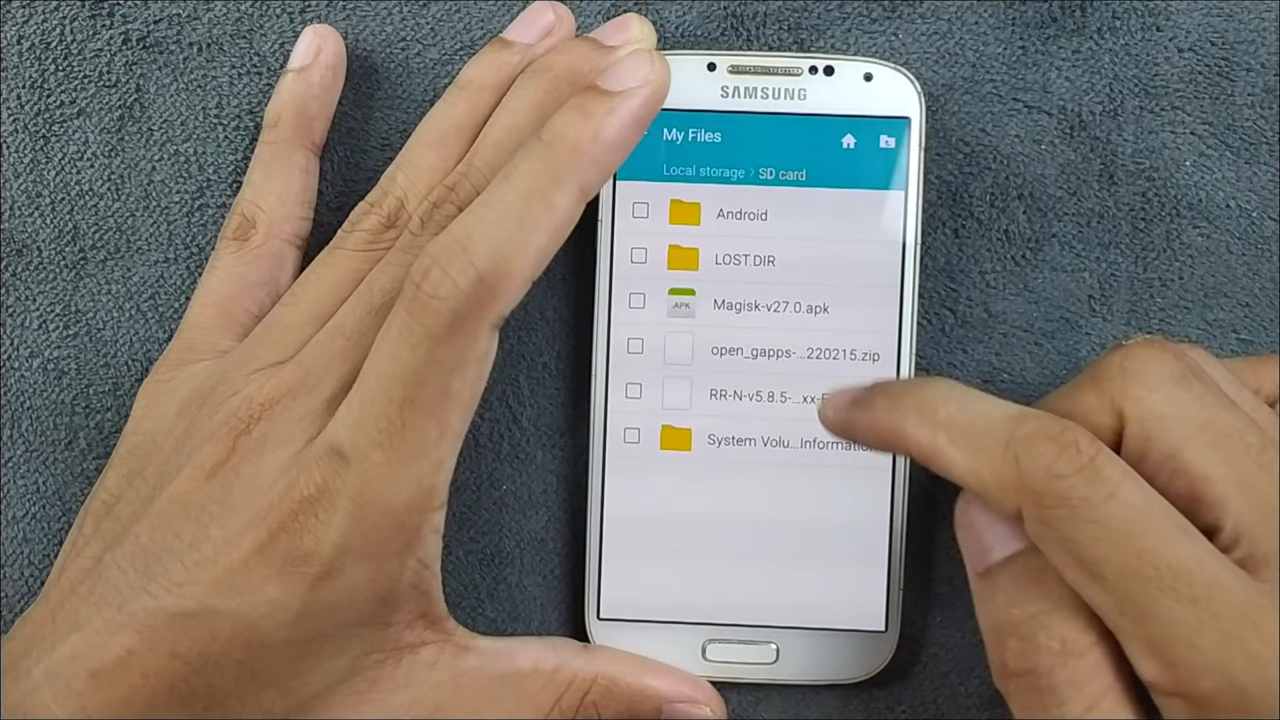 SAMSUNG
My Files
Local storage > SD card
Android
LOST.DIR
.APK Magisk-v27.0.apk
open_gapps-...220215.zip
RR-N-v5.8.5-...xx-
System Volu...Information